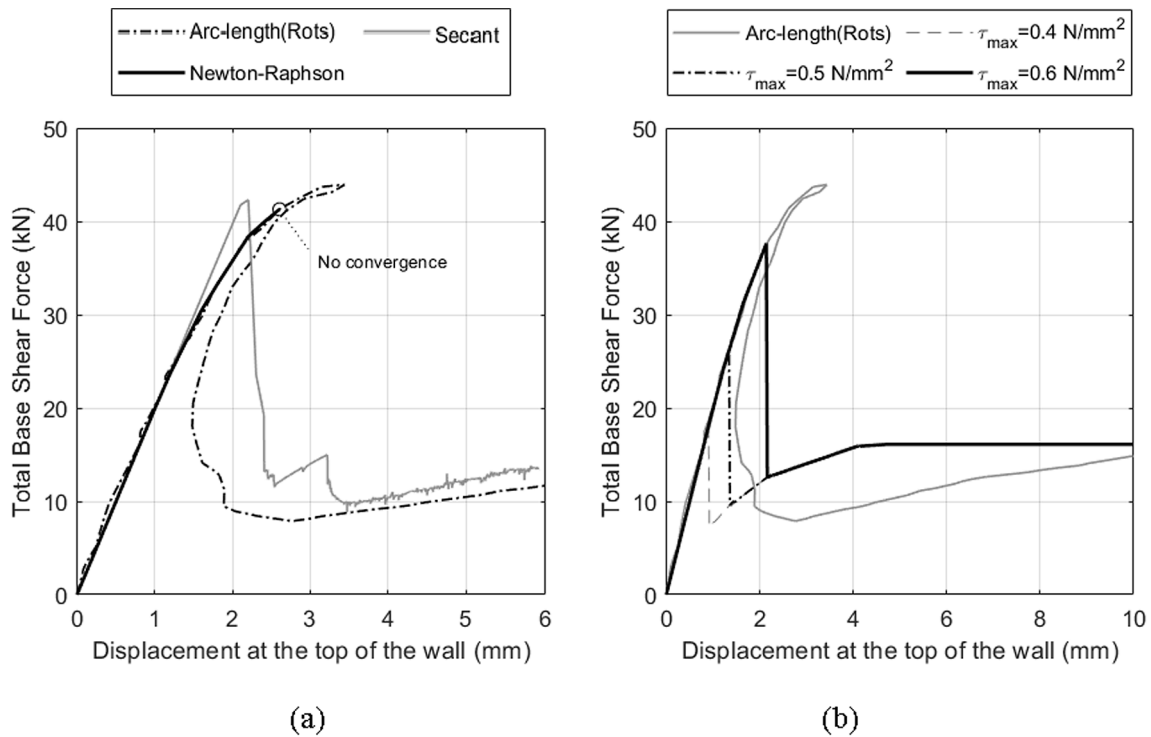 Arc-length(Rots) Secant
Newton-Raphson
Arc-length(Rots) τmax=0.4 N/mm²
τmax=0.5 N/mm² τmax=0.6 N/mm²
Total Base Shear Force (kN)
50
40
30
20
10
0
No convergence
0 1 2 3 4 5 6
Displacement at the top of the wall (mm)
(a)
Total Base Shear Force (kN)
50
40
30
20
10
0
0 2 4 6 8 10
Displacement at the top of the wall (mm)
(b)